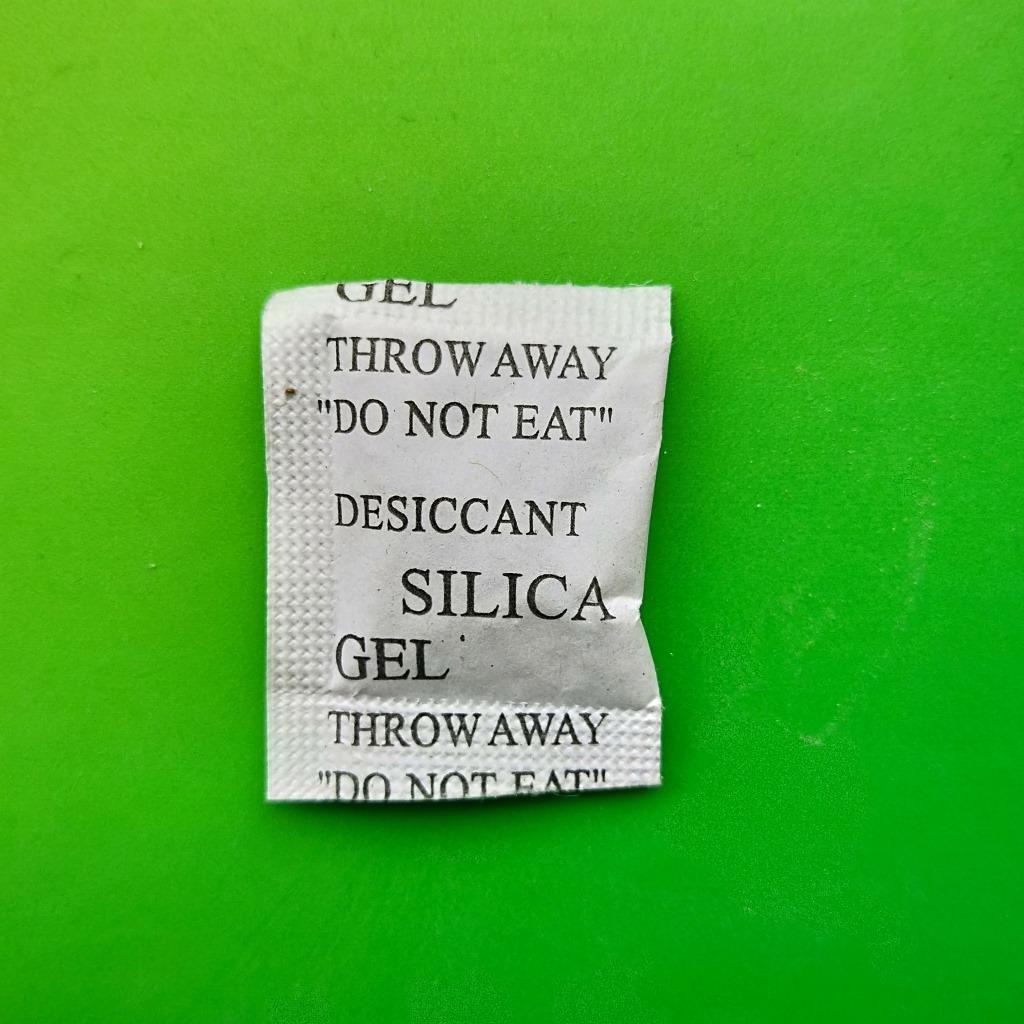 GEL
THROW AWAY
"DO NOT EAT"
DESICCANT
SILICA
GEL
THROW AWAY
"DO NOT EAT"